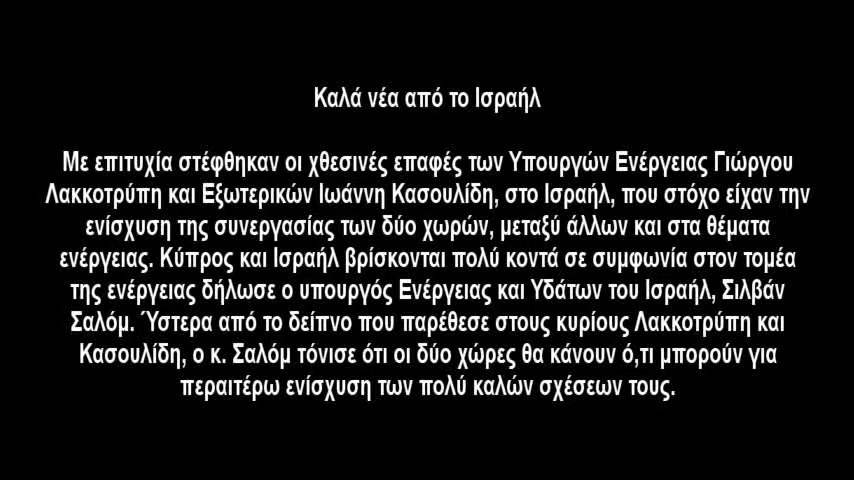 Καλά νέα από το Ισραήλ
Με επιτυχία στέφθηκαν οι χθεσινές επαφές των Υπουργών Ενέργειας Γιώργου
Λακκοτρύπη και Εξωτερικών Ιωάννη Κασουλίδη, στο Ισραήλ, που στόχο είχαν την
ενίσχυση της συνεργασίας των δύο χωρών, μεταξύ άλλων και στα θέματα
ενέργειας. Κύπρος και Ισραήλ βρίσκονται πολύ κοντά σε συμφωνία στον τομέα
της ενέργειας δήλωσε ο υπουργός Ενέργειας και Υδάτων του Ισραήλ, Σιλβάν
Σαλόμ. Ύστερα από το δείπνο που παρέθεσε στους κυρίους Λακκοτρύπη και
Κασουλίδη, ο κ. Σαλόμ τόνισε ότι οι δύο χώρες θα κάνουν ό,τι μπορούν για
περαιτέρω ενίσχυση των πολύ καλών σχέσεων τους.